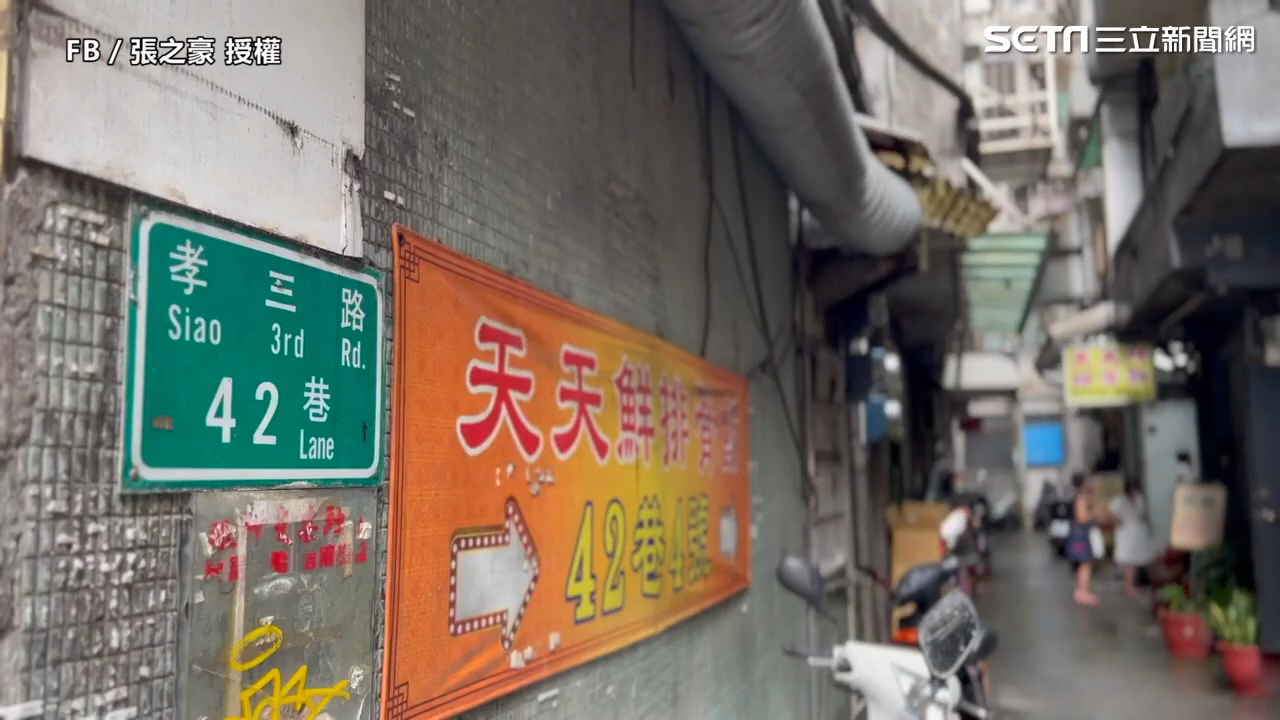 FB / 張之豪 授權
SETN三立新聞網
孝 三 路
Siao 3rd Rd.
42 巷
Lane
天天鮮排骨
42巷4號